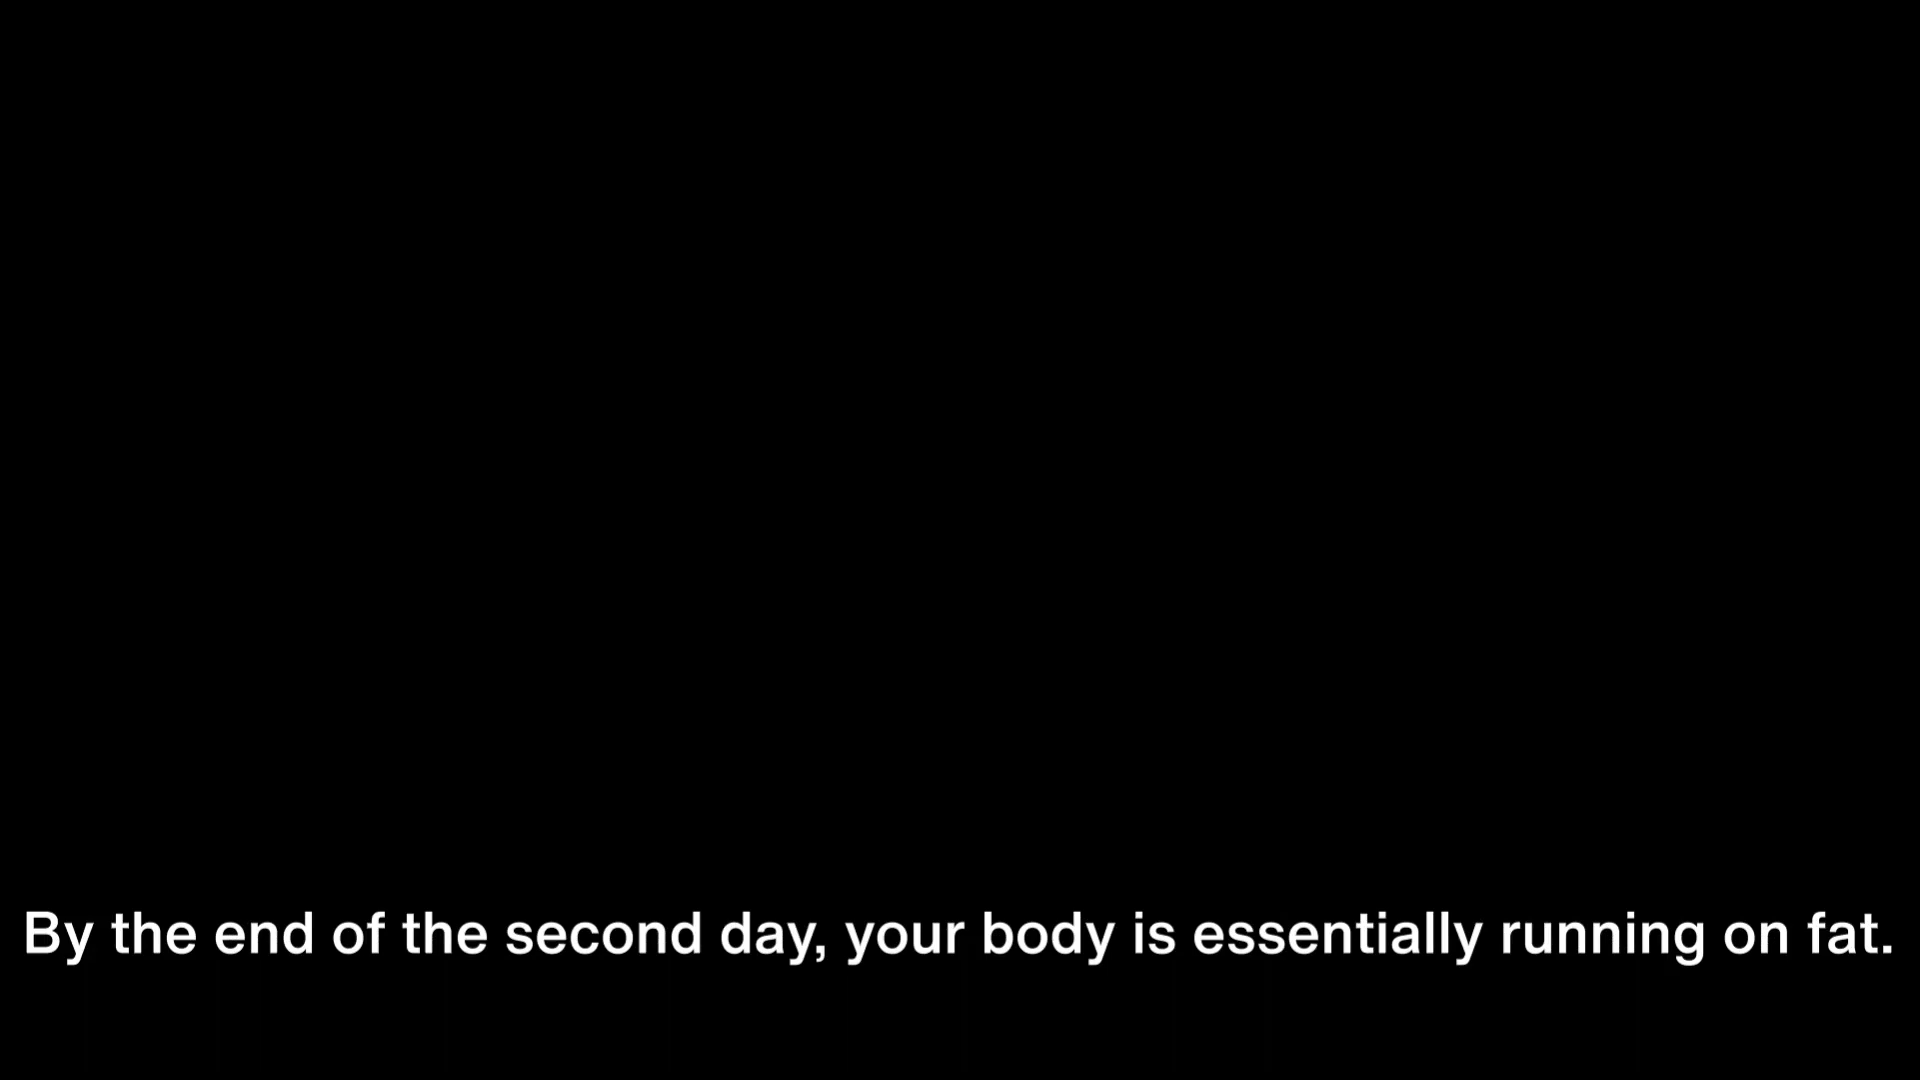 By the end of the second day, your body is essentially running on fat.